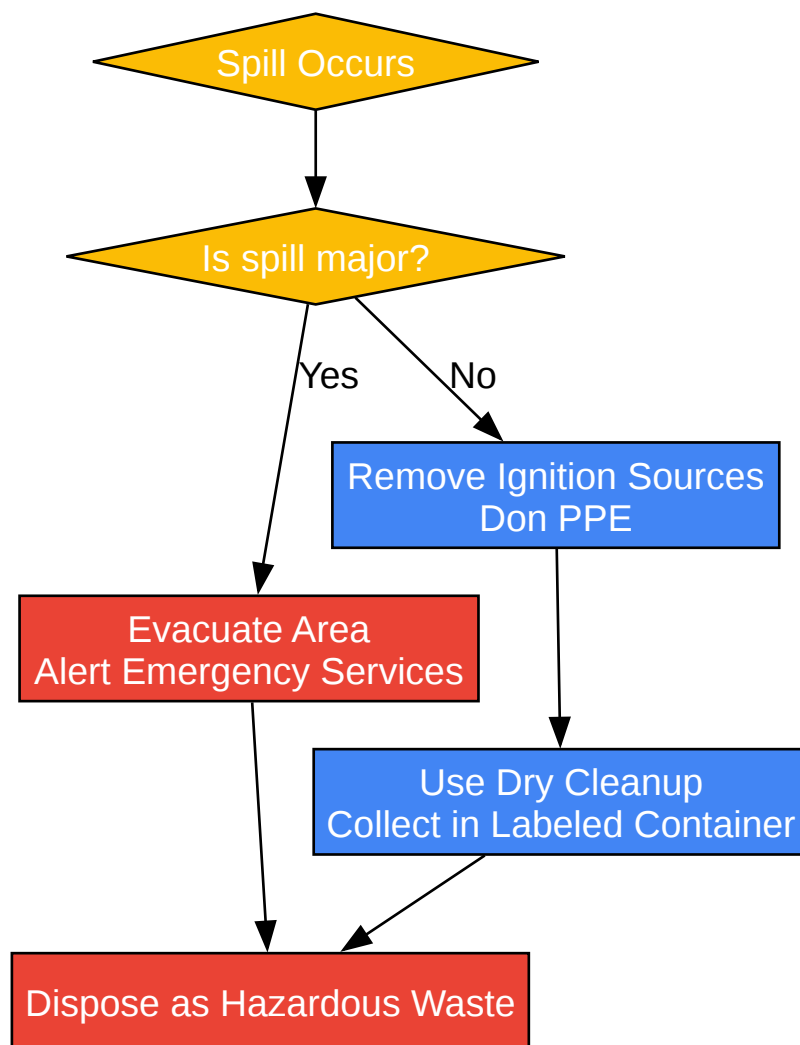 Spill Occurs
Is spill major?
Yes
No
Remove Ignition Sources
Don PPE
Evacuate Area
Alert Emergency Services
Use Dry Cleanup
Collect in Labeled Container
Dispose as Hazardous Waste